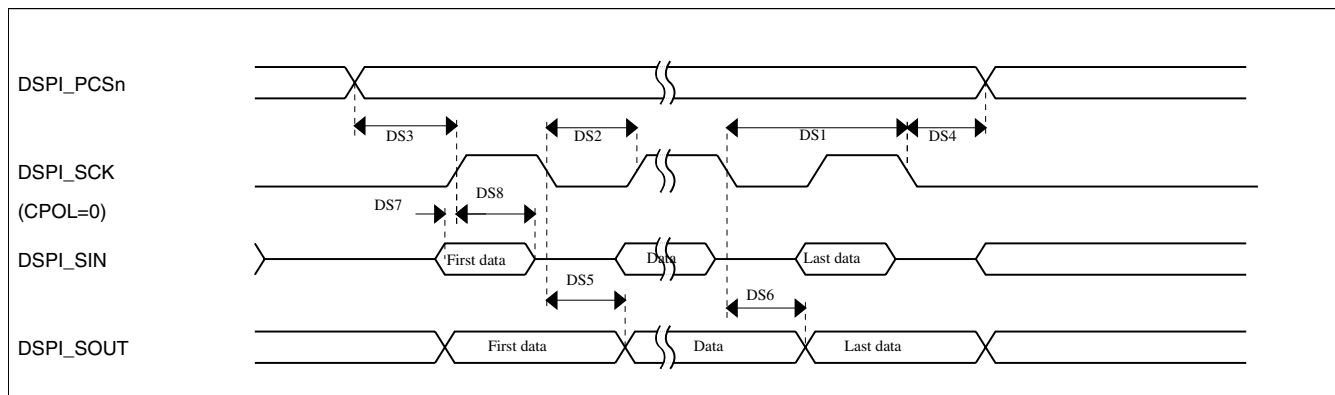 DSPI_PCSn
DS3
DS2
DS1
DS4
DSPI_SCK
(CPOL=0)
DS7
DS8
DSPI_SIN
First data
Data
Last data
DS5
DS6
DSPI_SOUT
First data
Data
Last data